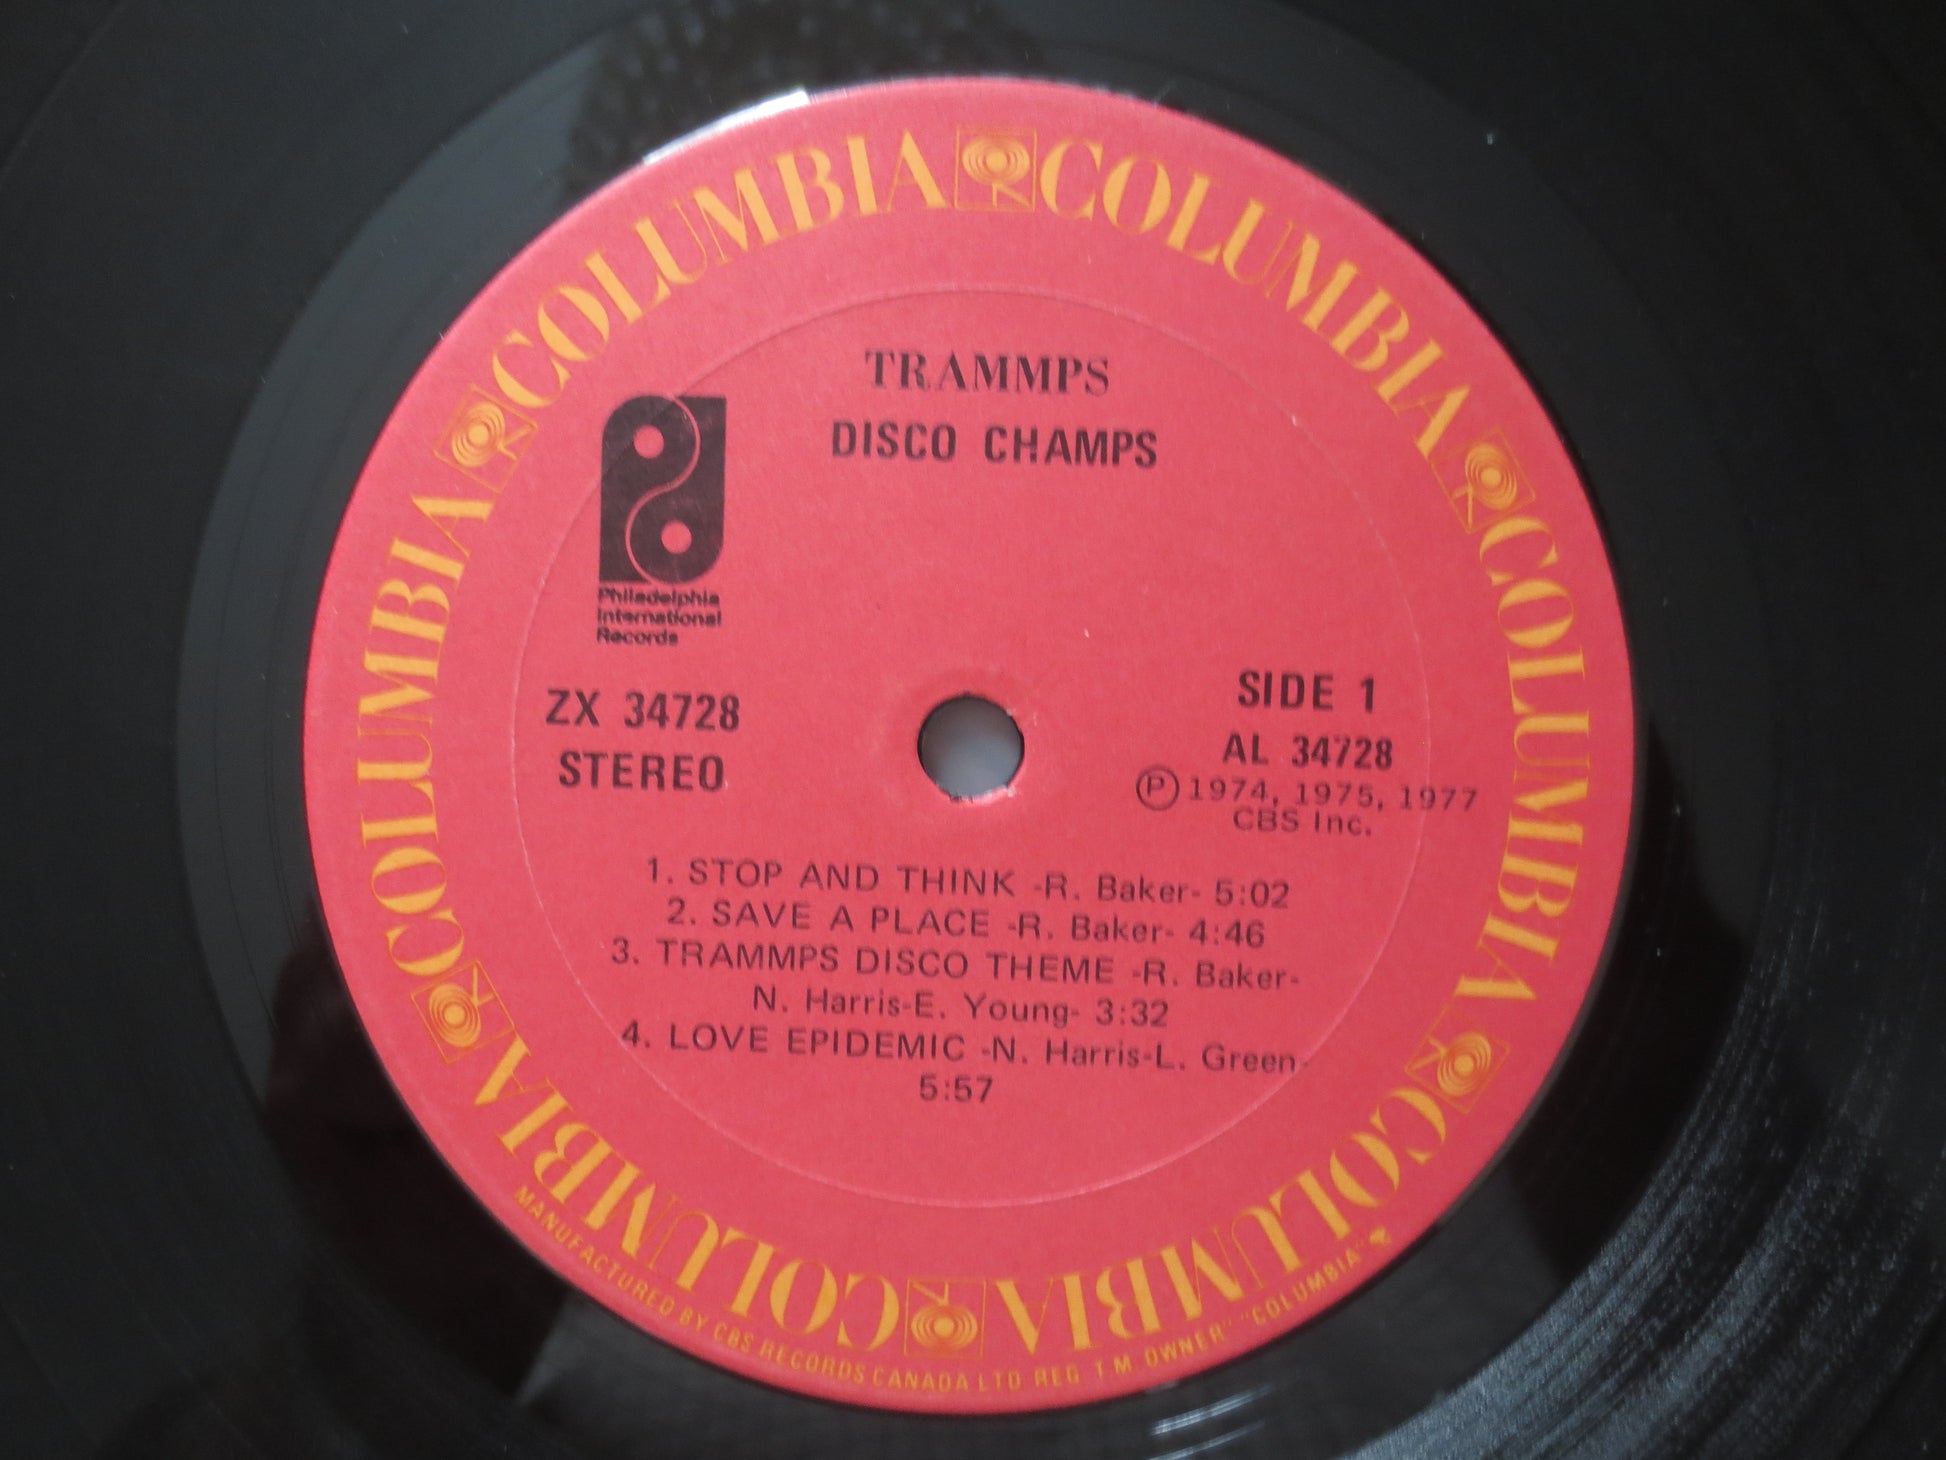 COLUMBIA COLUMBIA COLUMBIA COLUMBIA COLUMBIA COLUMBIA COLUMBIA
TRAMMPS
DISCO CHAMPS
Philadelphia
International
Records
ZX 34728
STEREO
SIDE 1
AL 34728
Ⓟ 1974, 1975, 1977
CBS Inc.
1. STOP AND THINK -R. Baker- 5:02
2. SAVE A PLACE -R. Baker- 4:46
3. TRAMMPS DISCO THEME -R. Baker-
N. Harris-E. Young- 3:32
4. LOVE EPIDEMIC -N. Harris-L. Green-
5:57
MANUFACTURED BY CBS RECORDS CANADA LTD REG T.M. OWNER" "COLUMBIA"